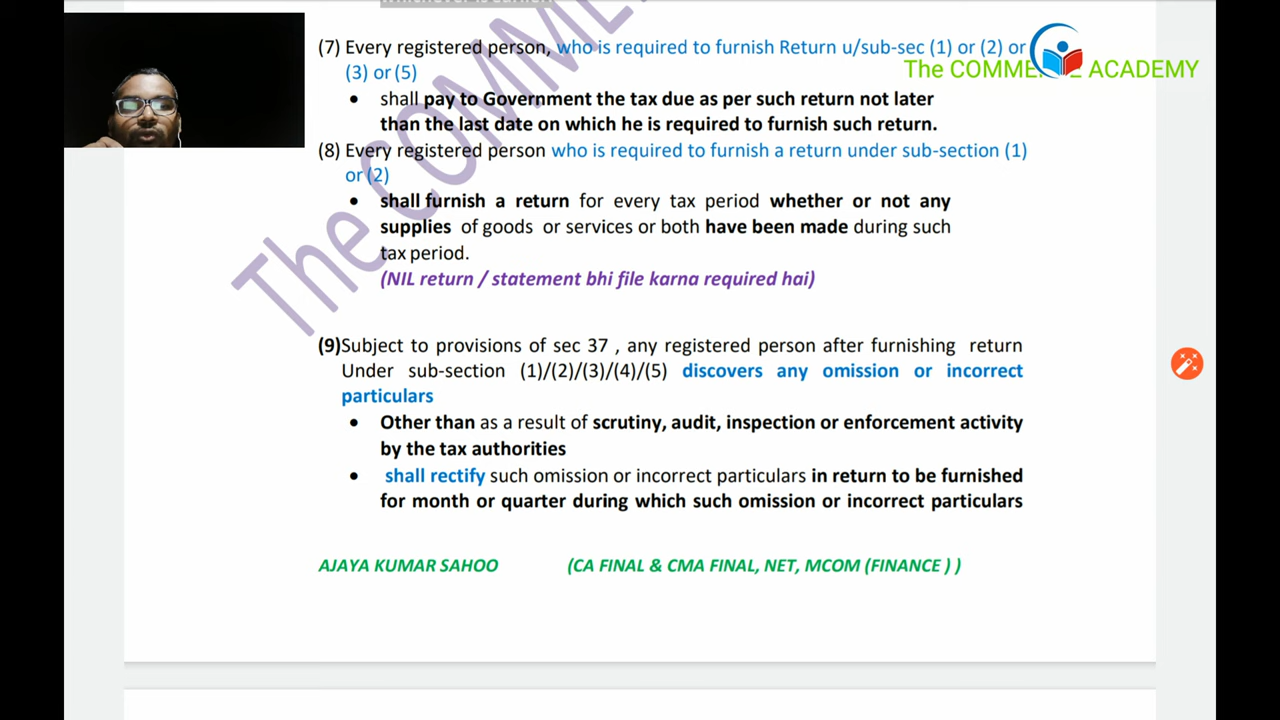 whichever is earlier.
(7) Every registered person, who is required to furnish Return u/sub-sec (1) or (2) or
(3) or (5)
The COMMERCE ACADEMY
• shall pay to Government the tax due as per such return not later
than the last date on which he is required to furnish such return.
(8) Every registered person who is required to furnish a return under sub-section (1)
or (2)
• shall furnish a return for every tax period whether or not any
supplies of goods or services or both have been made during such
tax period.
(NIL return / statement bhi file karna required hai)
The COMME
(9)Subject to provisions of sec 37 , any registered person after furnishing return
Under sub-section (1)/(2)/(3)/(4)/(5) discovers any omission or incorrect
particulars
• Other than as a result of scrutiny, audit, inspection or enforcement activity
by the tax authorities
• shall rectify such omission or incorrect particulars in return to be furnished
for month or quarter during which such omission or incorrect particulars
AJAYA KUMAR SAHOO (CA FINAL & CMA FINAL, NET, MCOM (FINANCE ) )